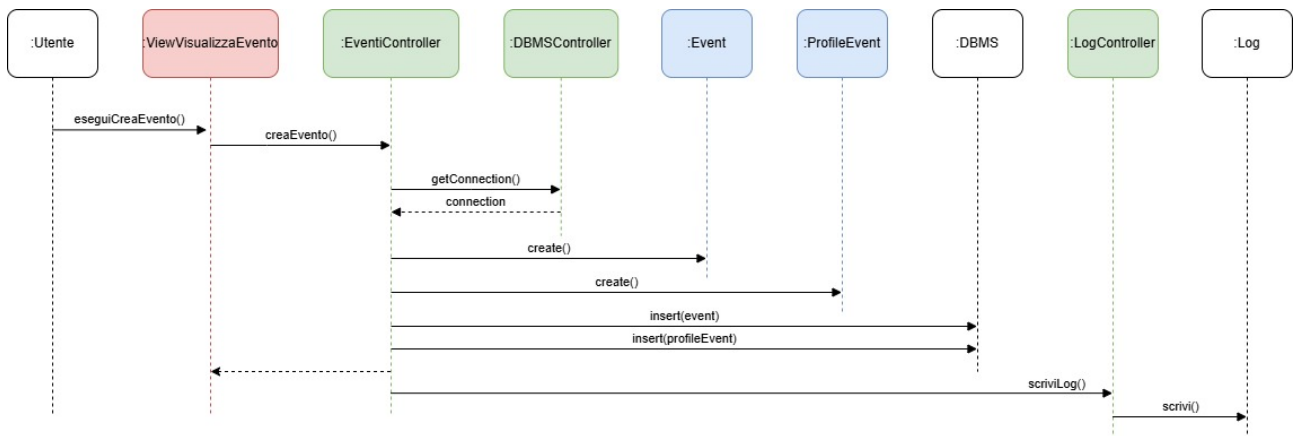 :Utente
:ViewVisualizzaEvento
:EventiController
:DBMSController
:Event
:ProfileEvent
:DBMS
:LogController
:Log
eseguiCreaEvento()
creaEvento()
getConnection()
connection
create()
create()
insert(event)
insert(profileEvent)
scriviLog()
scrivi()